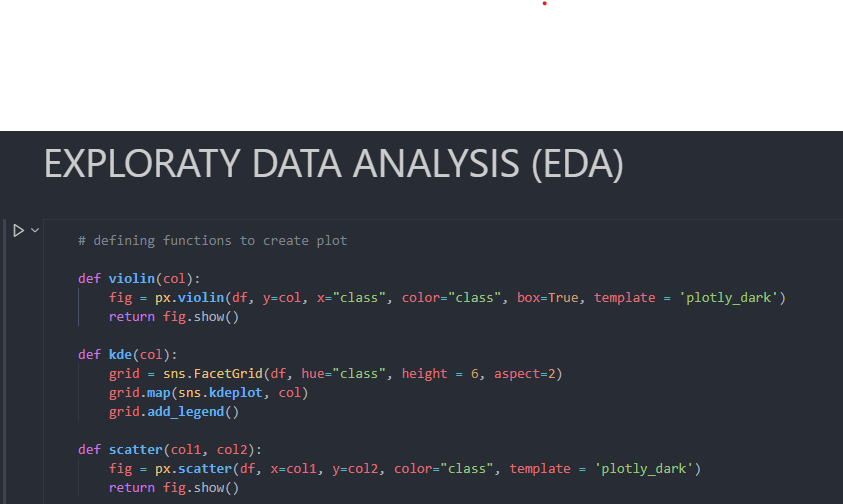 EXPLORATY DATA ANALYSIS (EDA)
# defining functions to create plot
def violin(col):
    fig = px.violin(df, y=col, x="class", color="class", box=True, template = 'plotly_dark')
    return fig.show()
def kde(col):
    grid = sns.FacetGrid(df, hue="class", height = 6, aspect=2)
    grid.map(sns.kdeplot, col)
    grid.add_legend()
def scatter(col1, col2):
    fig = px.scatter(df, x=col1, y=col2, color="class", template = 'plotly_dark')
    return fig.show()